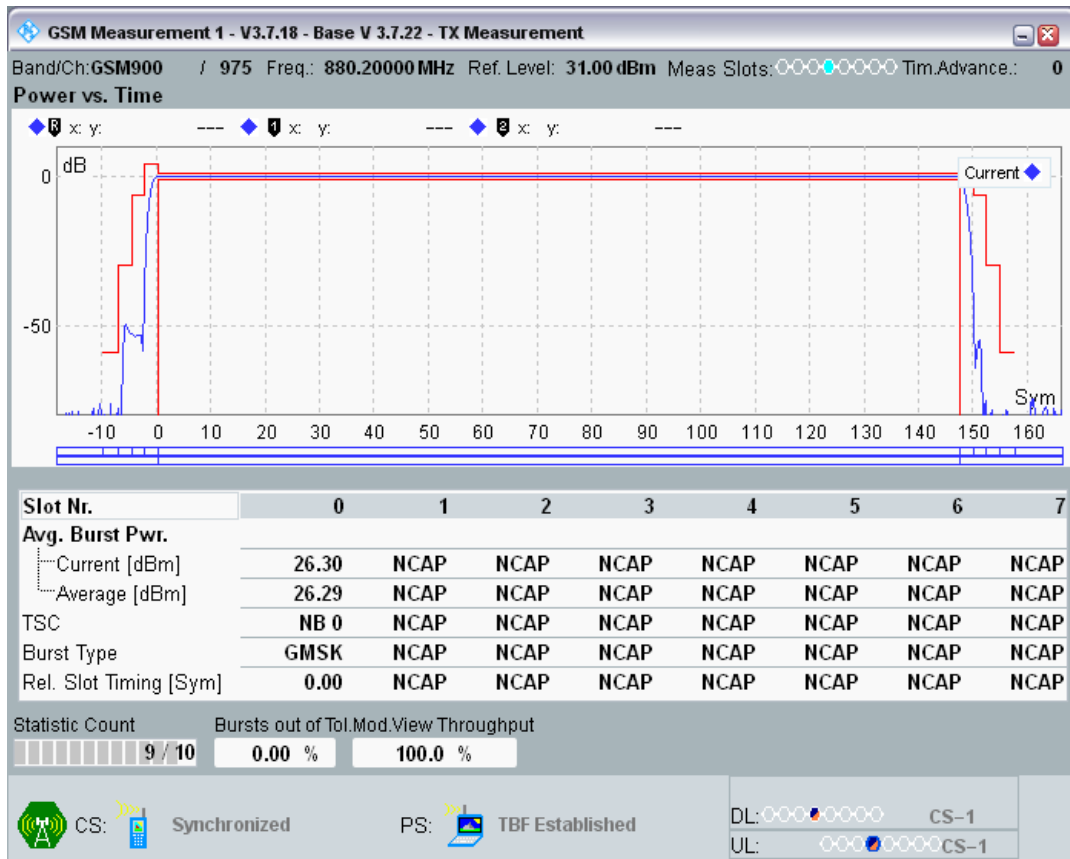 GSM Measurement 1 - V3.7.18 - Base V 3.7.22 - TX Measurement
Band/Ch:GSM900 / 975 Freq.: 880.20000 MHz Ref. Level: 31.00 dBm Meas Slots: Tim.Advance.: 0
Power vs. Time
R x: y: --- 1 x: y: --- 2 x: y: ---
dB
Current
0
-50
Sym
-10 0 10 20 30 40 50 60 70 80 90 100 110 120 130 140 150 160
Slot Nr. 0 1 2 3 4 5 6 7
Avg. Burst Pwr.
Current [dBm] 26.30 NCAP NCAP NCAP NCAP NCAP NCAP NCAP
Average [dBm] 26.29 NCAP NCAP NCAP NCAP NCAP NCAP NCAP
TSC NB 0 NCAP NCAP NCAP NCAP NCAP NCAP NCAP
Burst Type GMSK NCAP NCAP NCAP NCAP NCAP NCAP NCAP
Rel. Slot Timing [Sym] 0.00 NCAP NCAP NCAP NCAP NCAP NCAP NCAP
Statistic Count Bursts out of Tol. Mod.View Throughput
9 / 10 0.00 % 100.0 %
CS: Synchronized PS: TBF Established
DL: CS-1
UL: CS-1